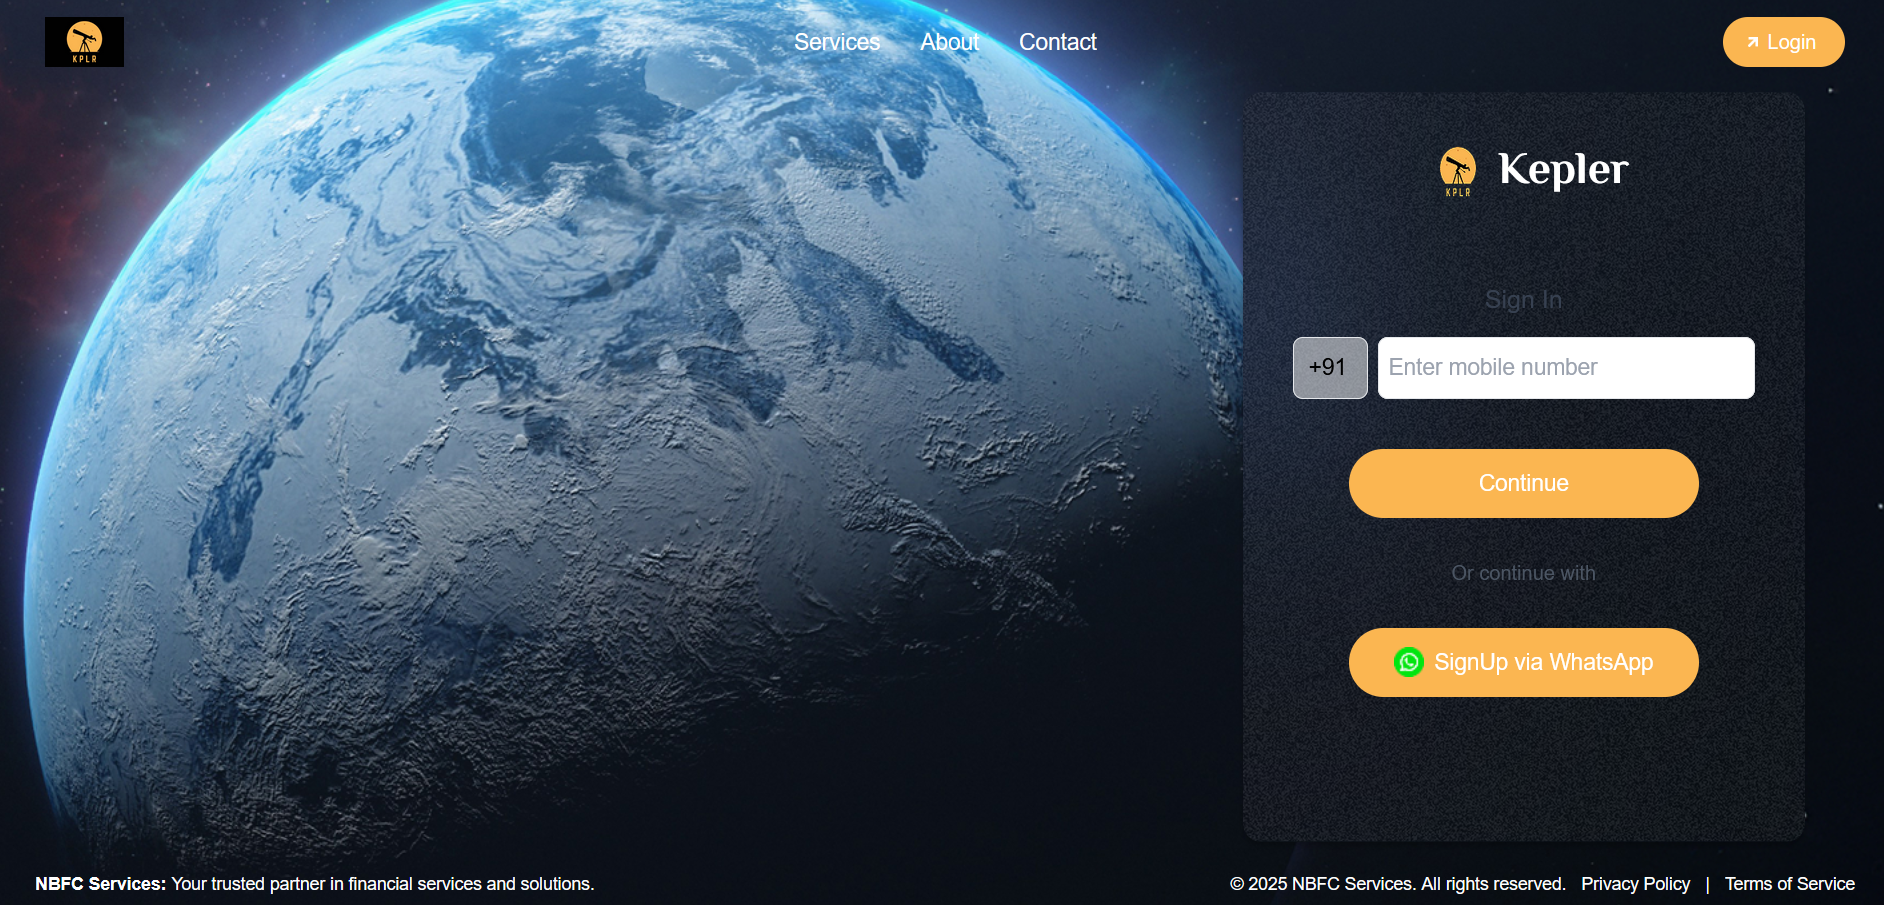 KPLR
Services
About
Contact
Login
KPLR
Kepler
Sign In
+91
Enter mobile number
Continue
Or continue with
SignUp via WhatsApp
NBFC Services: Your trusted partner in financial services and solutions.
© 2025 NBFC Services. All rights reserved. Privacy Policy | Terms of Service